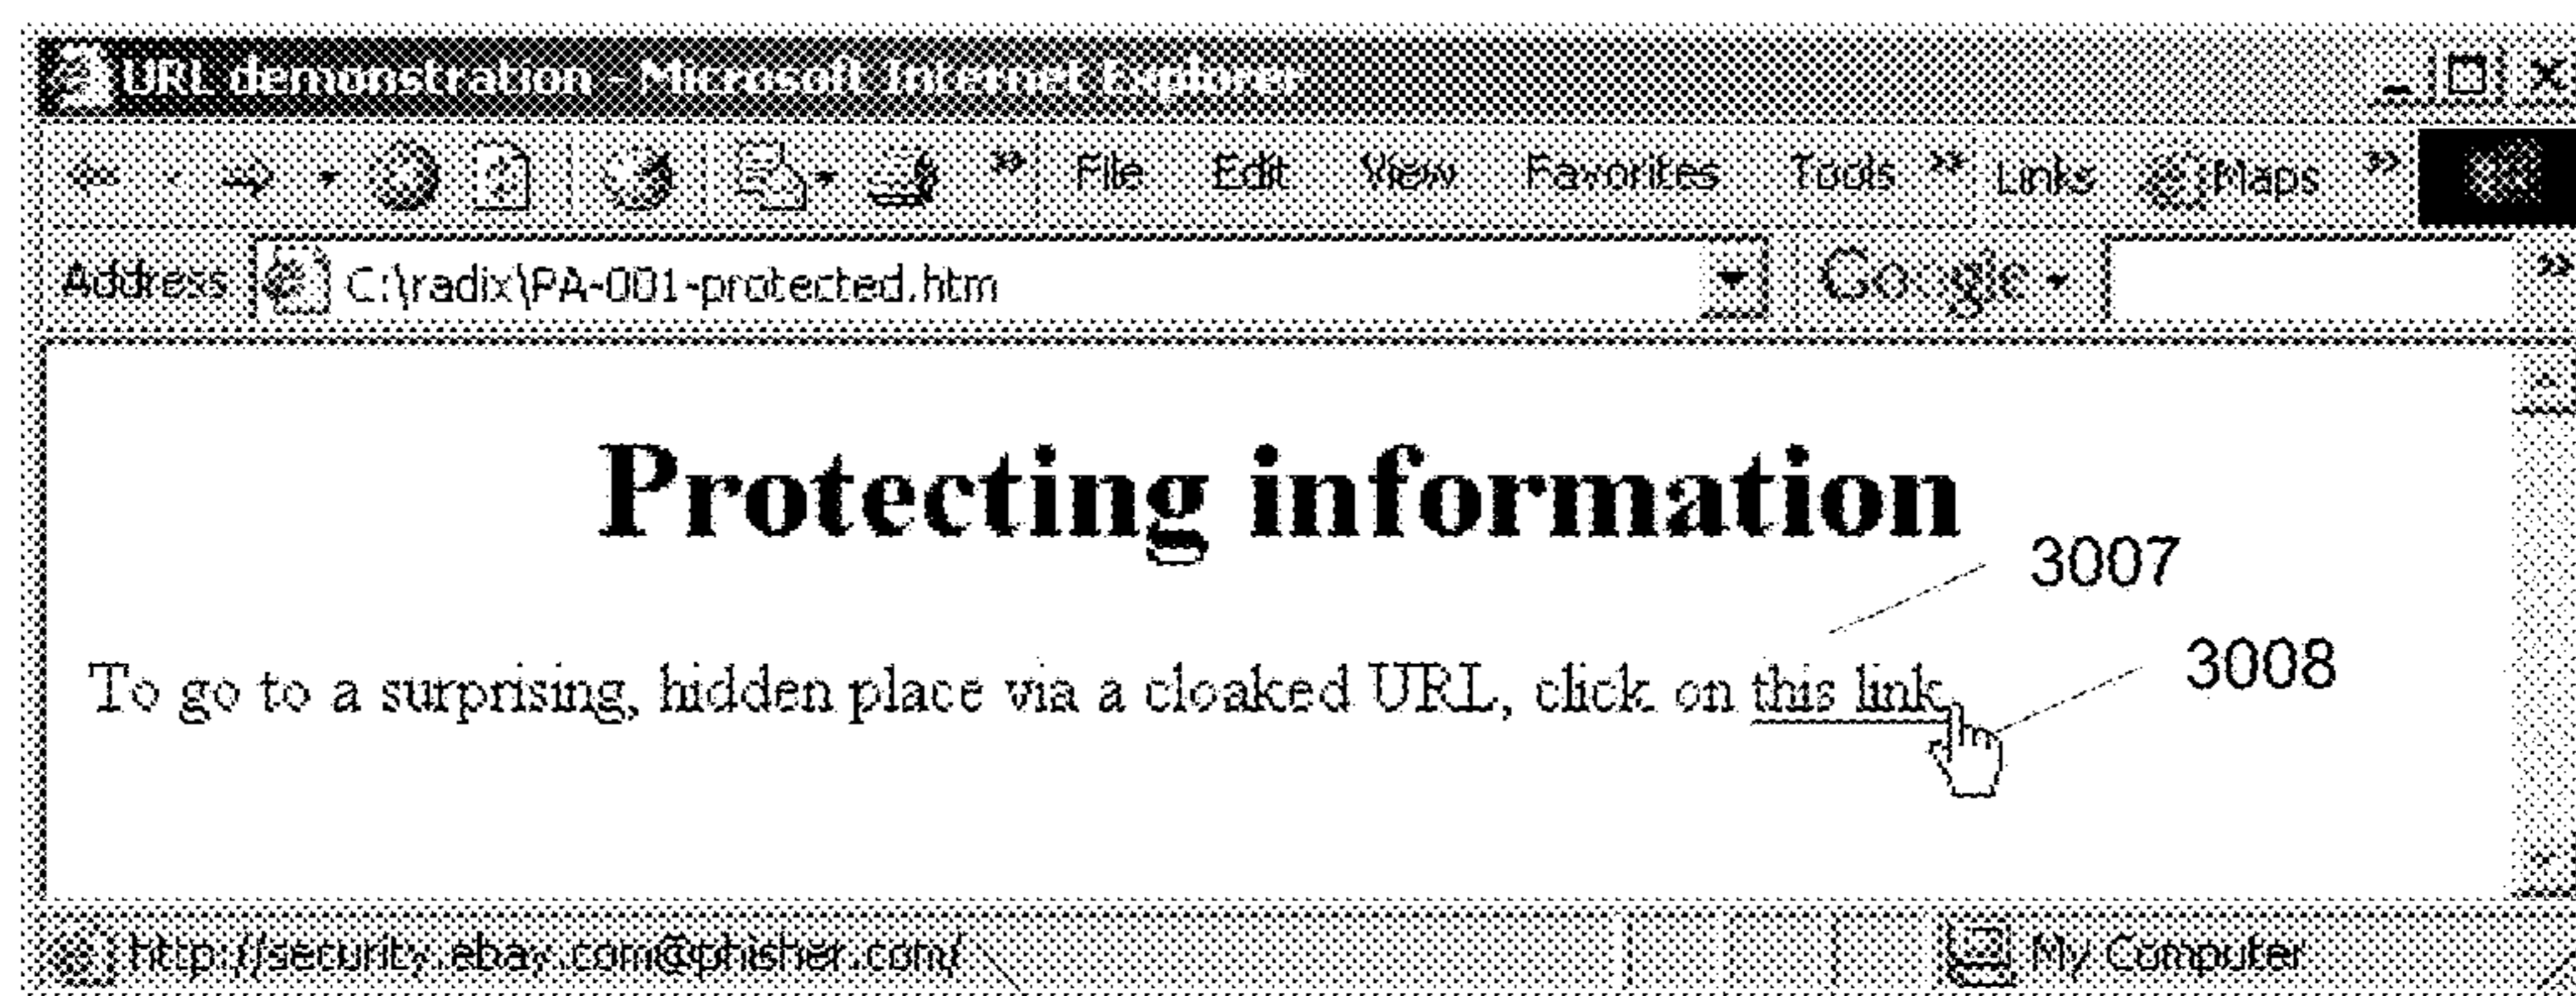 URL demonstration - Microsoft Internet Explorer
» File Edit View Favorites Tools » Links Maps »
Address C:\radix\PA-001-protected.htm Google »
Protecting information
3007
3008
To go to a surprising, hidden place via a cloaked URL, click on this link.
http://security.ebay.com@phisher.com/ My Computer